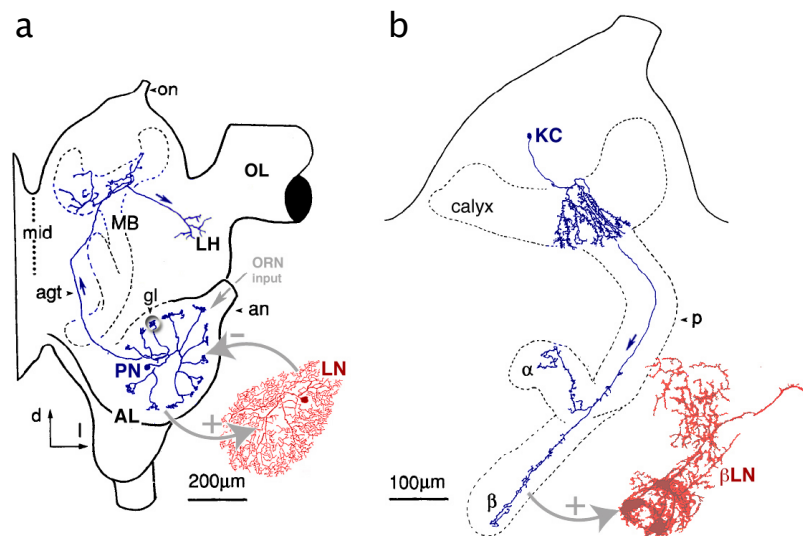 a
on
OL
MB
mid
LH
ORN
input
agt
gl
an
PN
LN
AL
d
l
+
–
200μm
b
KC
calyx
p
α
β
βLN
+
100μm